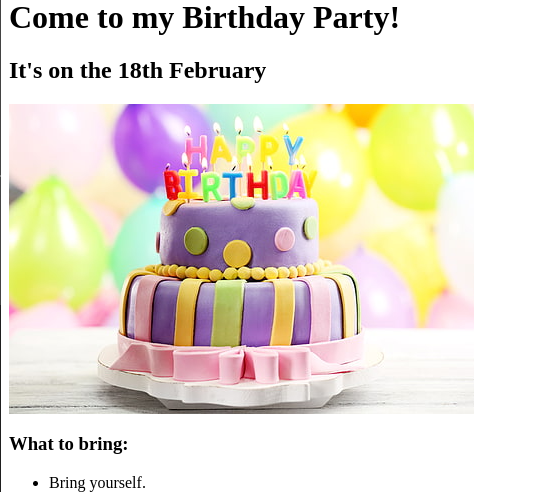 Come to my Birthday Party!
It's on the 18th February
HAPPY
BIRTHDAY
What to bring:
Bring yourself.